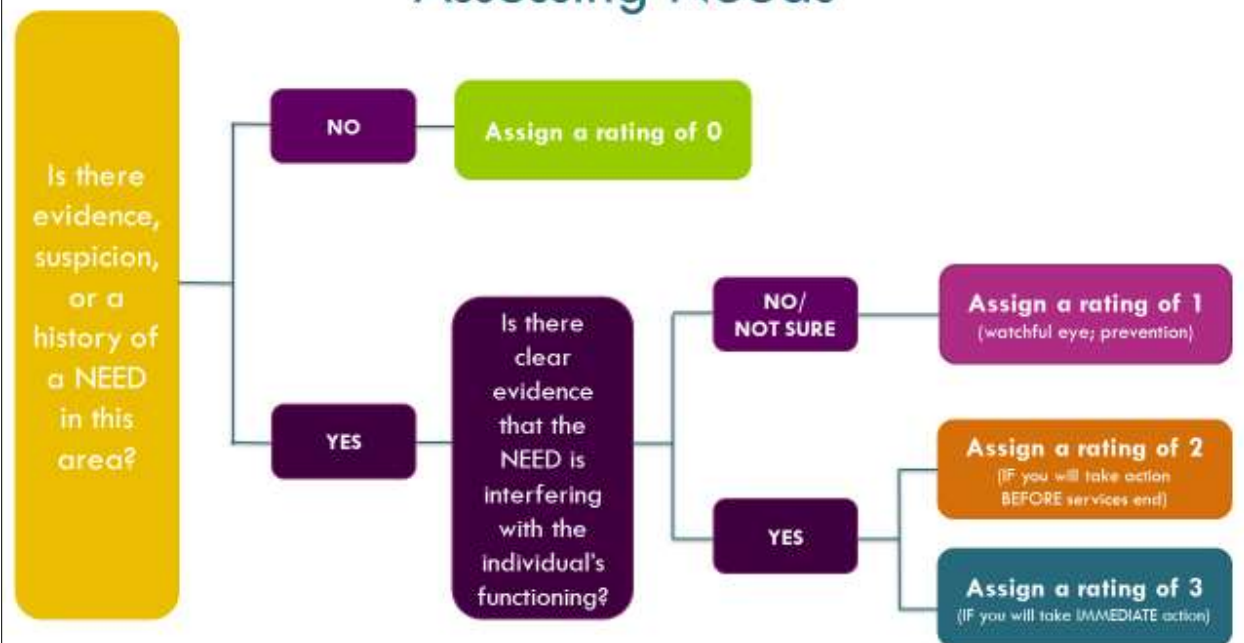 Assessing Needs
Is there
evidence,
suspicion,
or a
history of
a NEED
in this
area?
NO
Assign a rating of 0
YES
Is there
clear
evidence
that the
NEED is
interfering
with the
individual's
functioning?
NO/
NOT SURE
Assign a rating of 1
(watchful eye; prevention)
YES
Assign a rating of 2
(IF you will take action
BEFORE services end)
Assign a rating of 3
(IF you will take IMMEDIATE action)